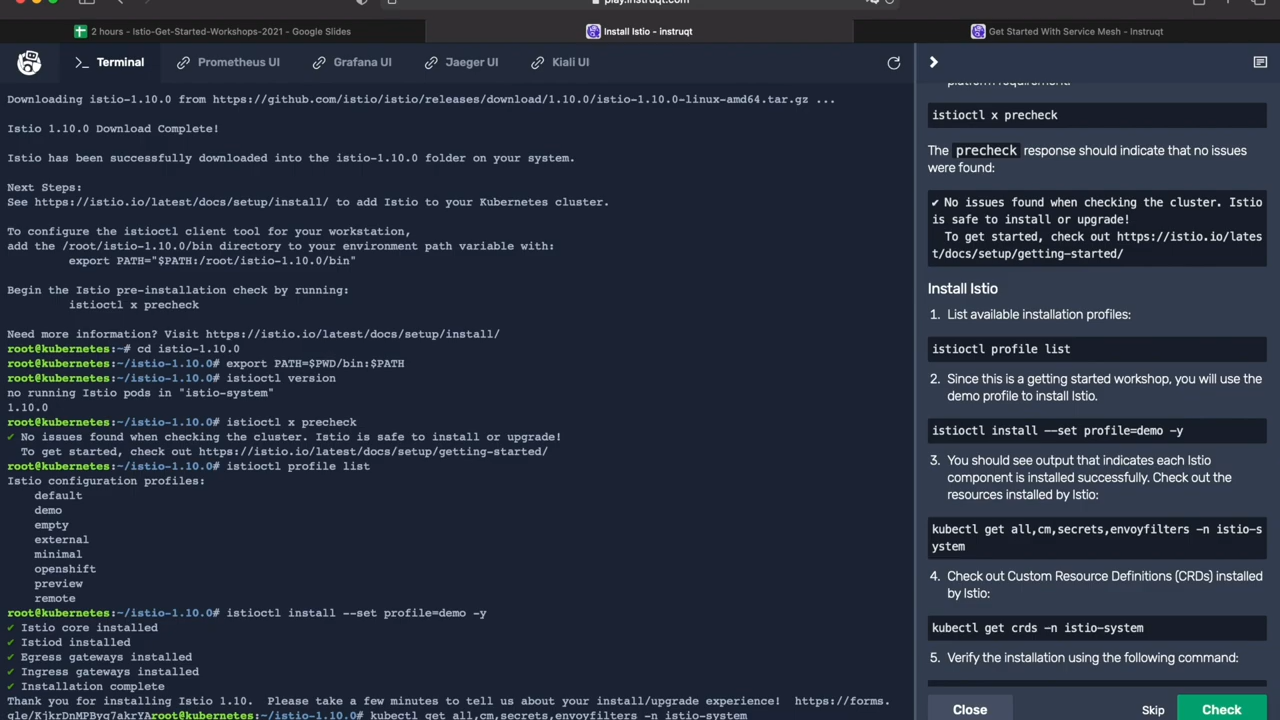 play.instruqt.com
2 hours - Istio-Get-Started-Workshops-2021 - Google Slides
Install Istio - instruqt
Get Started With Service Mesh - Instruqt
>_ Terminal
Prometheus UI
Grafana UI
Jaeger UI
Kiali UI
Downloading istio-1.10.0 from https://github.com/istio/istio/releases/download/1.10.0/istio-1.10.0-linux-amd64.tar.gz ...
Istio 1.10.0 Download Complete!
Istio has been successfully downloaded into the istio-1.10.0 folder on your system.
Next Steps:
See https://istio.io/latest/docs/setup/install/ to add Istio to your Kubernetes cluster.
To configure the istioctl client tool for your workstation,
add the /root/istio-1.10.0/bin directory to your environment path variable with:
export PATH="$PATH:/root/istio-1.10.0/bin"
Begin the Istio pre-installation check by running:
istioctl x precheck
Need more information? Visit https://istio.io/latest/docs/setup/install/
root@kubernetes:~# cd istio-1.10.0
root@kubernetes:~/istio-1.10.0# export PATH=$PWD/bin:$PATH
root@kubernetes:~/istio-1.10.0# istioctl version
no running Istio pods in "istio-system"
1.10.0
root@kubernetes:~/istio-1.10.0# istioctl x precheck
✔ No issues found when checking the cluster. Istio is safe to install or upgrade!
To get started, check out https://istio.io/latest/docs/setup/getting-started/
root@kubernetes:~/istio-1.10.0# istioctl profile list
Istio configuration profiles:
default
demo
empty
external
minimal
openshift
preview
remote
root@kubernetes:~/istio-1.10.0# istioctl install --set profile=demo -y
✔ Istio core installed
✔ Istiod installed
✔ Egress gateways installed
✔ Ingress gateways installed
✔ Installation complete
Thank you for installing Istio 1.10.  Please take a few minutes to tell us about your install/upgrade experience!  https://forms.
gle/KjkrDnMPByq7akrYAroot@kubernetes:~/istio-1.10.0# kubectl get all,cm,secrets,envoyfilters -n istio-system
platform requirement:
istioctl x precheck
The precheck response should indicate that no issues
were found:
✔ No issues found when checking the cluster. Istio
is safe to install or upgrade!
To get started, check out https://istio.io/lates
t/docs/setup/getting-started/
Install Istio
1. List available installation profiles:
istioctl profile list
2. Since this is a getting started workshop, you will use the
demo profile to install Istio.
istioctl install --set profile=demo -y
3. You should see output that indicates each Istio
component is installed successfully. Check out the
resources installed by Istio:
kubectl get all,cm,secrets,envoyfilters -n istio-s
ystem
4. Check out Custom Resource Definitions (CRDs) installed
by Istio:
kubectl get crds -n istio-system
5. Verify the installation using the following command:
Close
Skip
Check